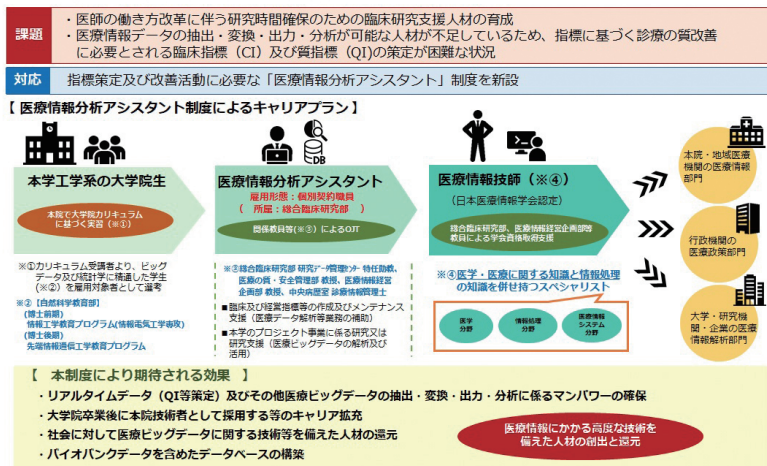 課題
・医師の働き方改革に伴う研究時間確保のための臨床研究支援人材の育成
・医療情報データの抽出・変換・出力・分析が可能な人材が不足しているため、指標に基づく診療の質改善
に必要とされる臨床指標（CI）及び質指標（QI)の策定が困難な状況
対応
指標策定及び改善活動に必要な「医療情報分析アシスタント」制度を新設
【 医療情報分析アシスタント制度によるキャリアプラン 】
本学工学系の大学院生
本院で大学院カリキュラム
に基づく実習（※①）
※①カリキュラム受講者より、ビッグ
データ及び統計学に精通した学生
（※②）を雇用対象者として選考
※②【自然科学教育部】
(博士前期)
情報工学教育プログラム(情報電気工学専攻)
(博士後期)
先端情報通信工学教育プログラム
DB
医療情報分析アシスタント
雇用形態：個別契約職員
（ 所属：総合臨床研究部 ）
関係教員等(※③）によるOJT
※③総合臨床研究部 研究データ管理センター 特任助教、
医療の質・安全管理部 教授、医療情報経営
企画部 教授、中央病歴室 診療情報管理士
■臨床及び経営指標等の作成及びメンテナンス
支援（医療データ解析等業務の補助）
■本学のプロジェクト事業に係る研究又は
研究支援（医療ビッグデータの解析及び
活用）
医療情報技師（※④）
（日本医療情報学会認定）
総合臨床研究部、医療情報経営企画部等
教員による学会資格取得支援
※④医学・医療に関する知識と情報処理
の知識を併せ持つスペシャリスト
医学
分野
情報処理
分野
医療情報
システム
分野
本院・地域医療
機関の医療情報
部門
行政機関の
医療政策部門
大学・研究機
関・企業の医療
情報解析部門
【 本制度により期待される効果 】
・リアルタイムデータ（QI等策定）及びその他医療ビッグデータの抽出・変換・出力・分析に係るマンパワーの確保
・大学院卒業後に本院技術者として採用する等のキャリア拡充
・社会に対して医療ビッグデータに関する技術等を備えた人材の還元
・バイオバンクデータを含めたデータベースの構築
医療情報にかかる高度な技術を
備えた人材の創出と還元